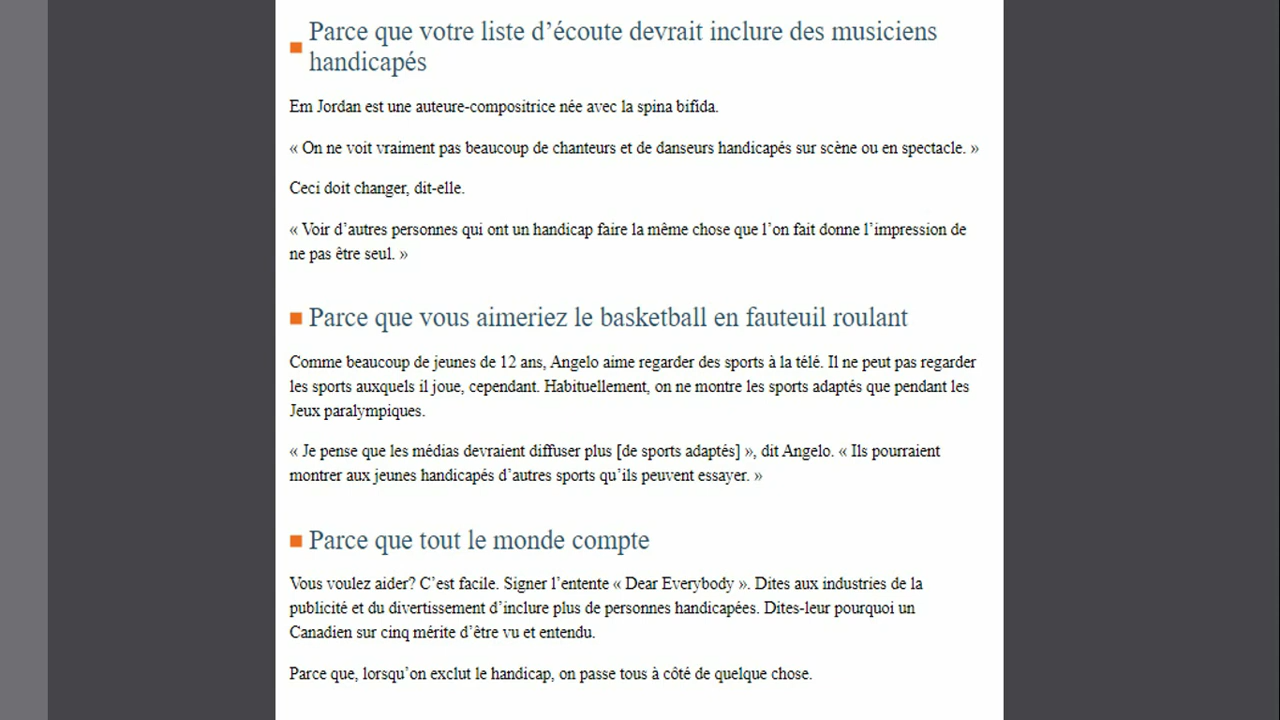 Parce que votre liste d’écoute devrait inclure des musiciens
handicapés
Em Jordan est une auteure-compositrice née avec la spina bifida.
« On ne voit vraiment pas beaucoup de chanteurs et de danseurs handicapés sur scène ou en spectacle. »
Ceci doit changer, dit-elle.
« Voir d’autres personnes qui ont un handicap faire la même chose que l’on fait donne l’impression de
ne pas être seul. »
Parce que vous aimeriez le basketball en fauteuil roulant
Comme beaucoup de jeunes de 12 ans, Angelo aime regarder des sports à la télé. Il ne peut pas regarder
les sports auxquels il joue, cependant. Habituellement, on ne montre les sports adaptés que pendant les
Jeux paralympiques.
« Je pense que les médias devraient diffuser plus [de sports adaptés] », dit Angelo. « Ils pourraient
montrer aux jeunes handicapés d’autres sports qu’ils peuvent essayer. »
Parce que tout le monde compte
Vous voulez aider? C’est facile. Signer l’entente « Dear Everybody ». Dites aux industries de la
publicité et du divertissement d’inclure plus de personnes handicapées. Dites-leur pourquoi un
Canadien sur cinq mérite d’être vu et entendu.
Parce que, lorsqu’on exclut le handicap, on passe tous à côté de quelque chose.